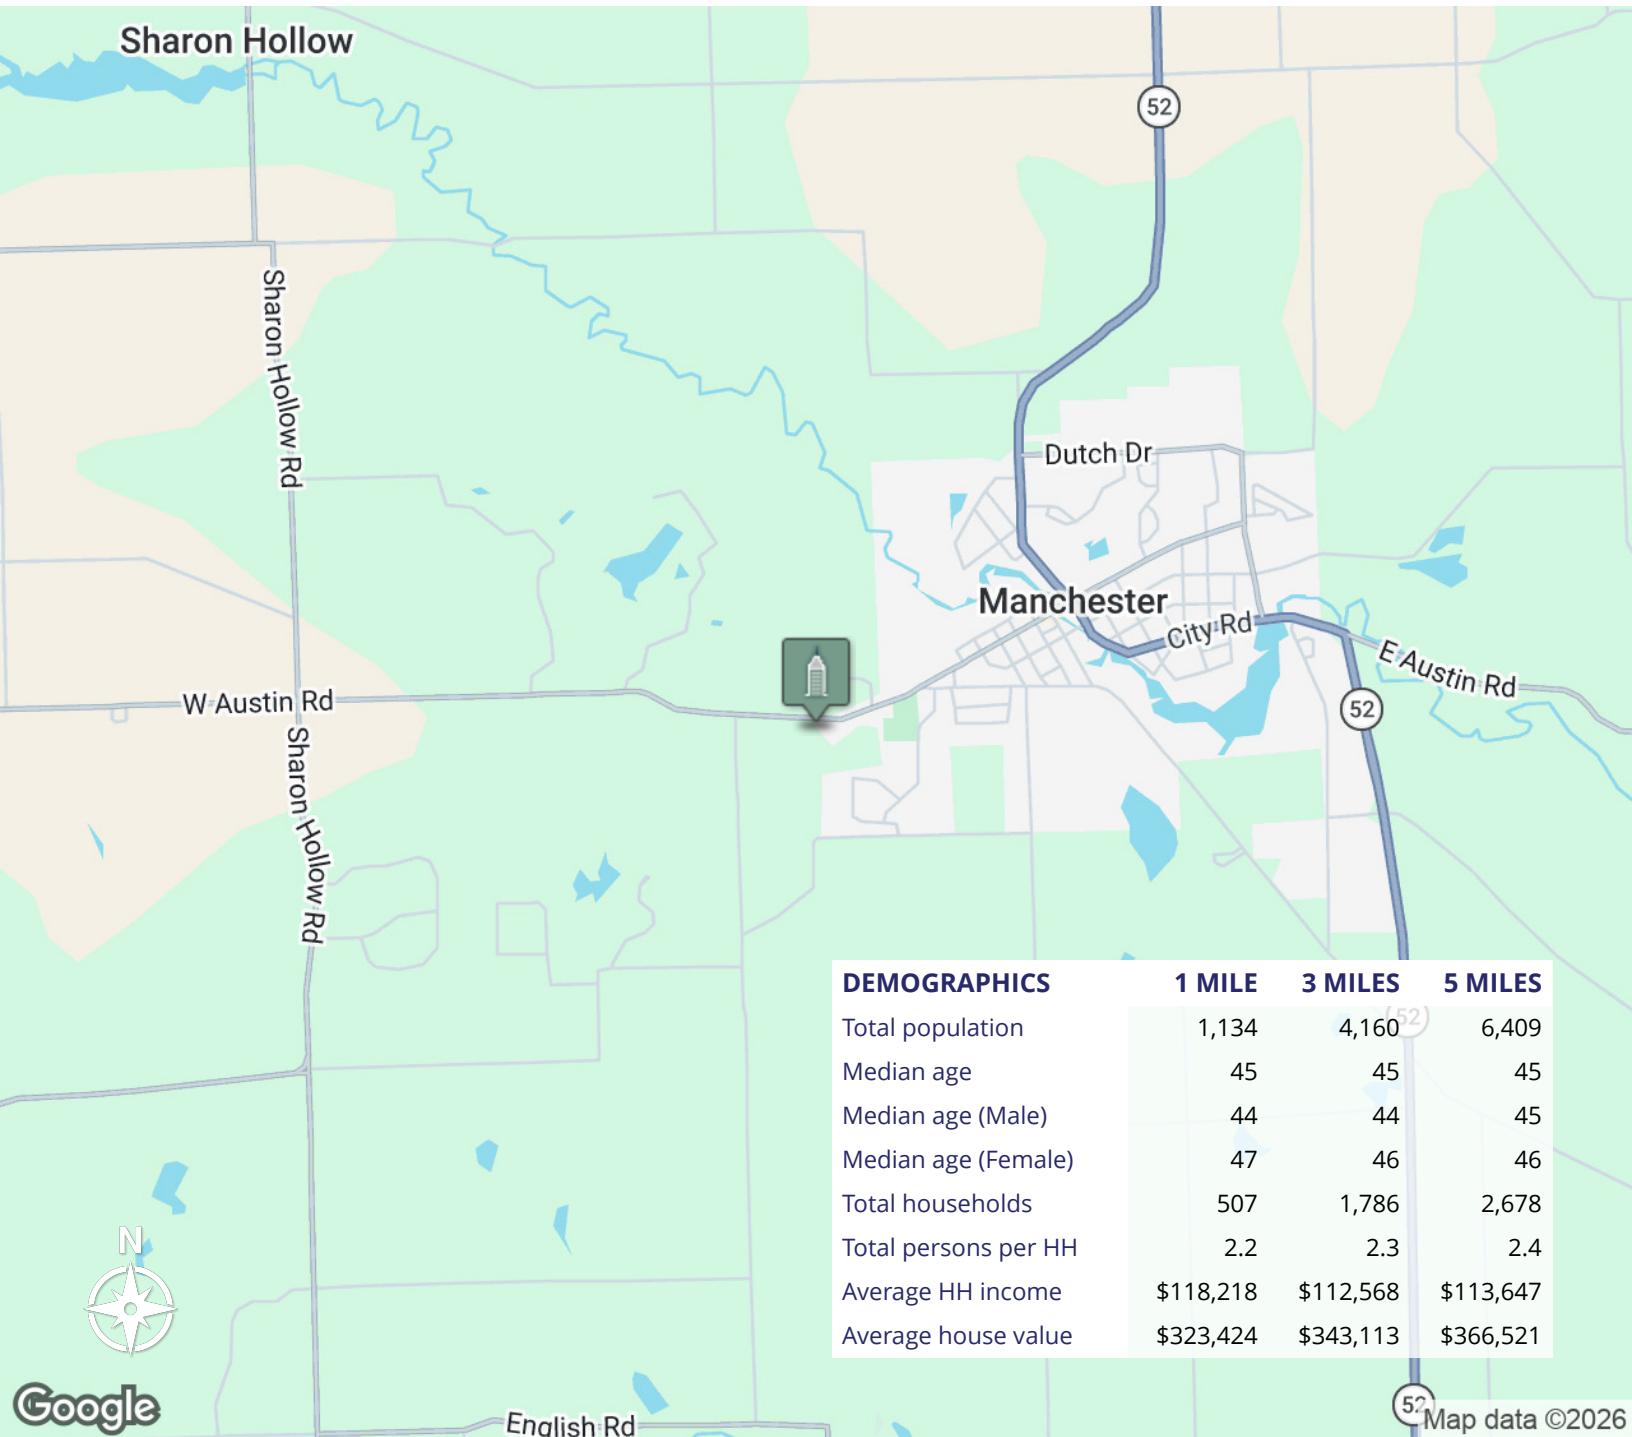 Sharon Hollow
52
Sharon Hollow Rd
Dutch Dr
Manchester
City Rd
E Austin Rd
W Austin Rd
52
Sharon Hollow Rd
DEMOGRAPHICS 1 MILE 3 MILES 5 MILES
52
Total population 1,134 4,160 6,409
Median age 45 45 45
Median age (Male) 44 44 45
Median age (Female) 47 46 46
Total households 507 1,786 2,678
Total persons per HH 2.2 2.3 2.4
Average HH income $118,218 $112,568 $113,647
Average house value $323,424 $343,113 $366,521
N
Google
English Rd
52
Map data ©2026